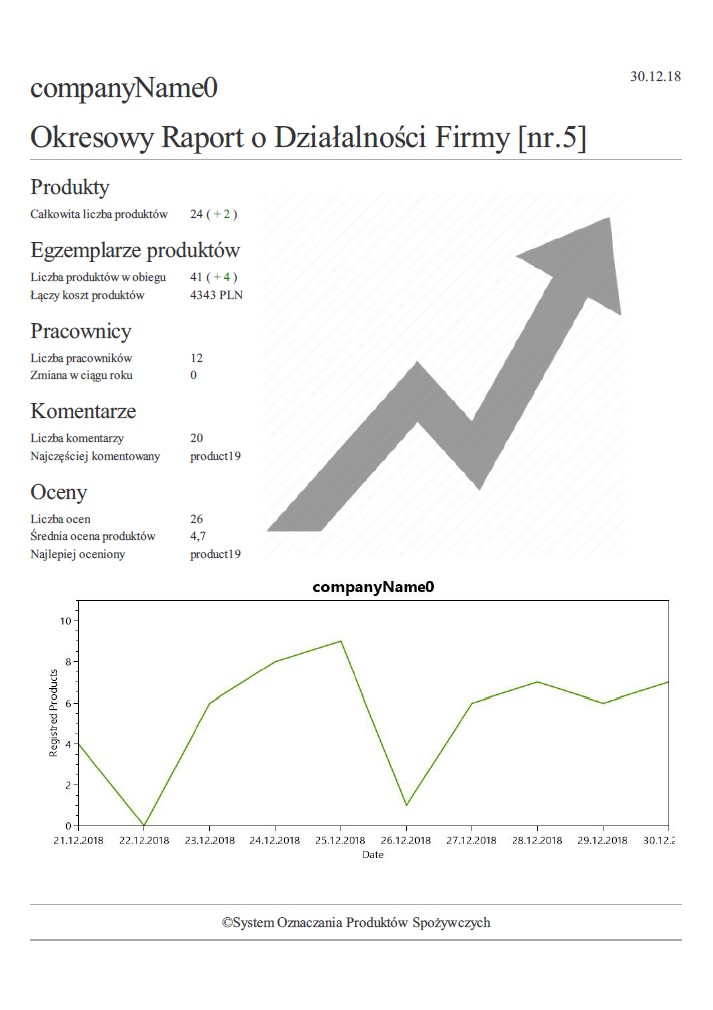 30.12.18
companyName0
Okresowy Raport o Działalności Firmy [nr.5]
Produkty
Całkowita liczba produktów 24 ( + 2 )
Egzemplarze produktów
Liczba produktów w obiegu 41 ( + 4 )
Łączy koszt produktów 4343 PLN
Pracownicy
Liczba pracowników 12
Zmiana w ciągu roku 0
Komentarze
Liczba komentarzy 20
Najczęściej komentowany product19
Oceny
Liczba ocen 26
Średnia ocena produktów 4,7
Najlepiej oceniony product19
companyName0
Registred Products
10
8
6
4
2
0
21.12.2018 22.12.2018 23.12.2018 24.12.2018 25.12.2018 26.12.2018 27.12.2018 28.12.2018 29.12.2018 30.12.2
Date
©System Oznaczania Produktów Spożywczych